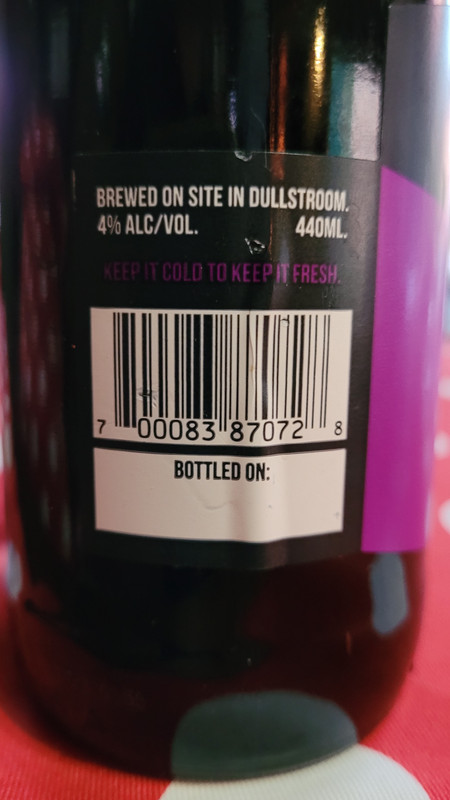 BREWED ON SITE IN DULLSTROOM.
4% ALC/VOL. 440ML.
KEEP IT COLD TO KEEP IT FRESH.
7 00083 87072 8
BOTTLED ON: